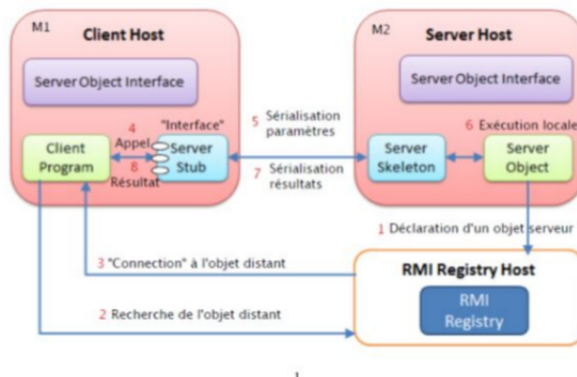 M1
Client Host
Server Object Interface
4
Appel
"Interface"
Client
Program
Server
Stub
8
Résultat
5 Sérialisation
paramètres
7 Sérialisation
résultats
M2
Server Host
Server Object Interface
6 Exécution locale
Server
Skeleton
Server
Object
1 Déclaration d'un objet serveur
3 "Connection" à l'objet distant
RMI Registry Host
RMI
Registry
2 Recherche de l'objet distant
1